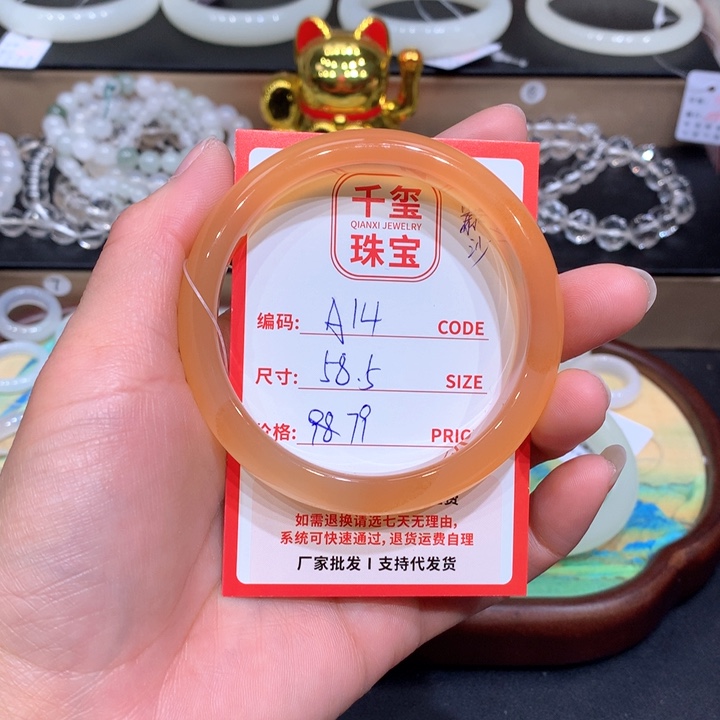 千玺
QIANXI JEWELRY
珠宝
编码: A14 CODE
尺寸: 58.5 SIZE
价格: 9879 PRIC
如需退换请选七天无理由,
系统可快速通过, 退货运费自理
厂家批发 I 支持代发货